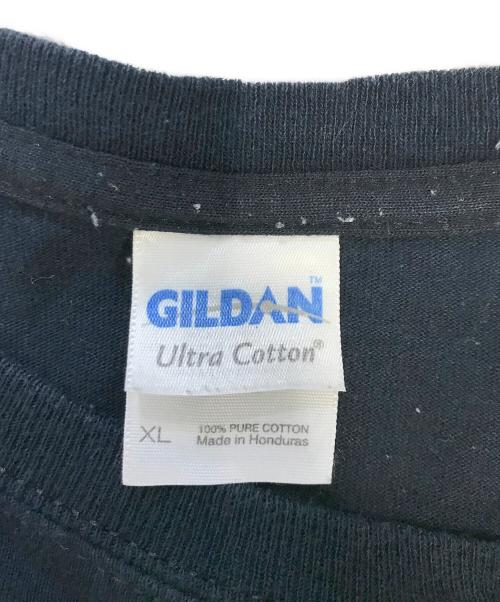 GILDAN™
Ultra Cotton®
XL
100% PURE COTTON
Made in Honduras